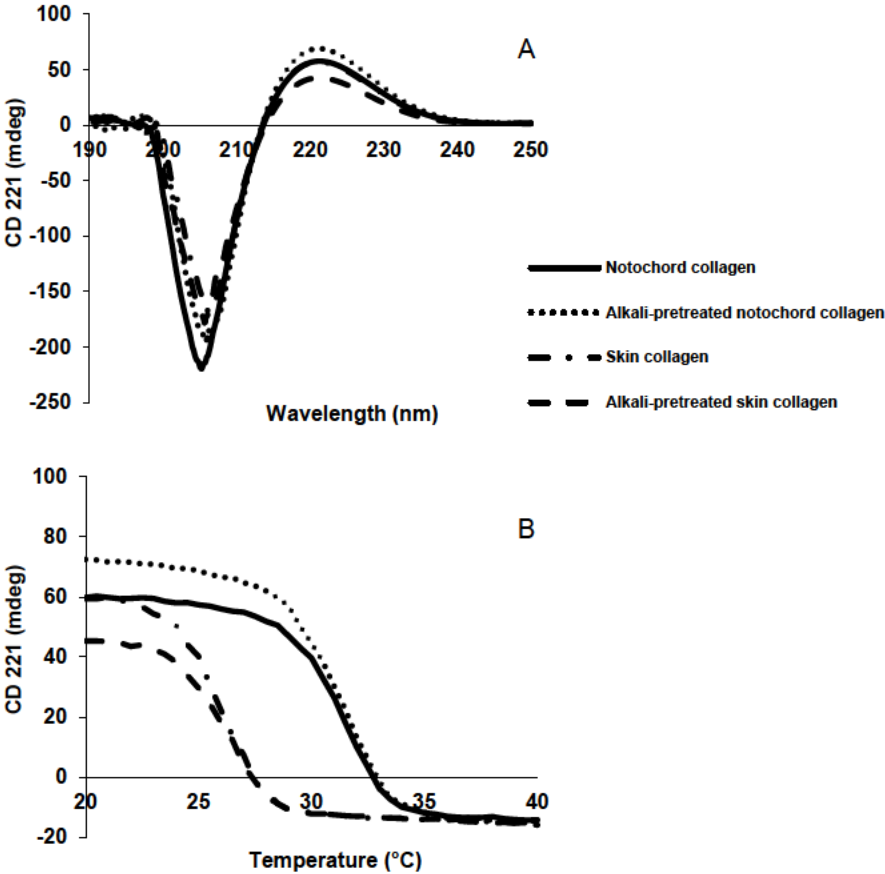 100
A
50
0
190 200 210 220 230 240 250
-50
-100
-150
-200
-250
CD 221 (mdeg)
Wavelength (nm)
Notochord collagen
Alkali-pretreated notochord collagen
Skin collagen
Alkali-pretreated skin collagen
100
B
80
60
40
20
0
20 25 30 35 40
-20
CD 221 (mdeg)
Temperature (°C)